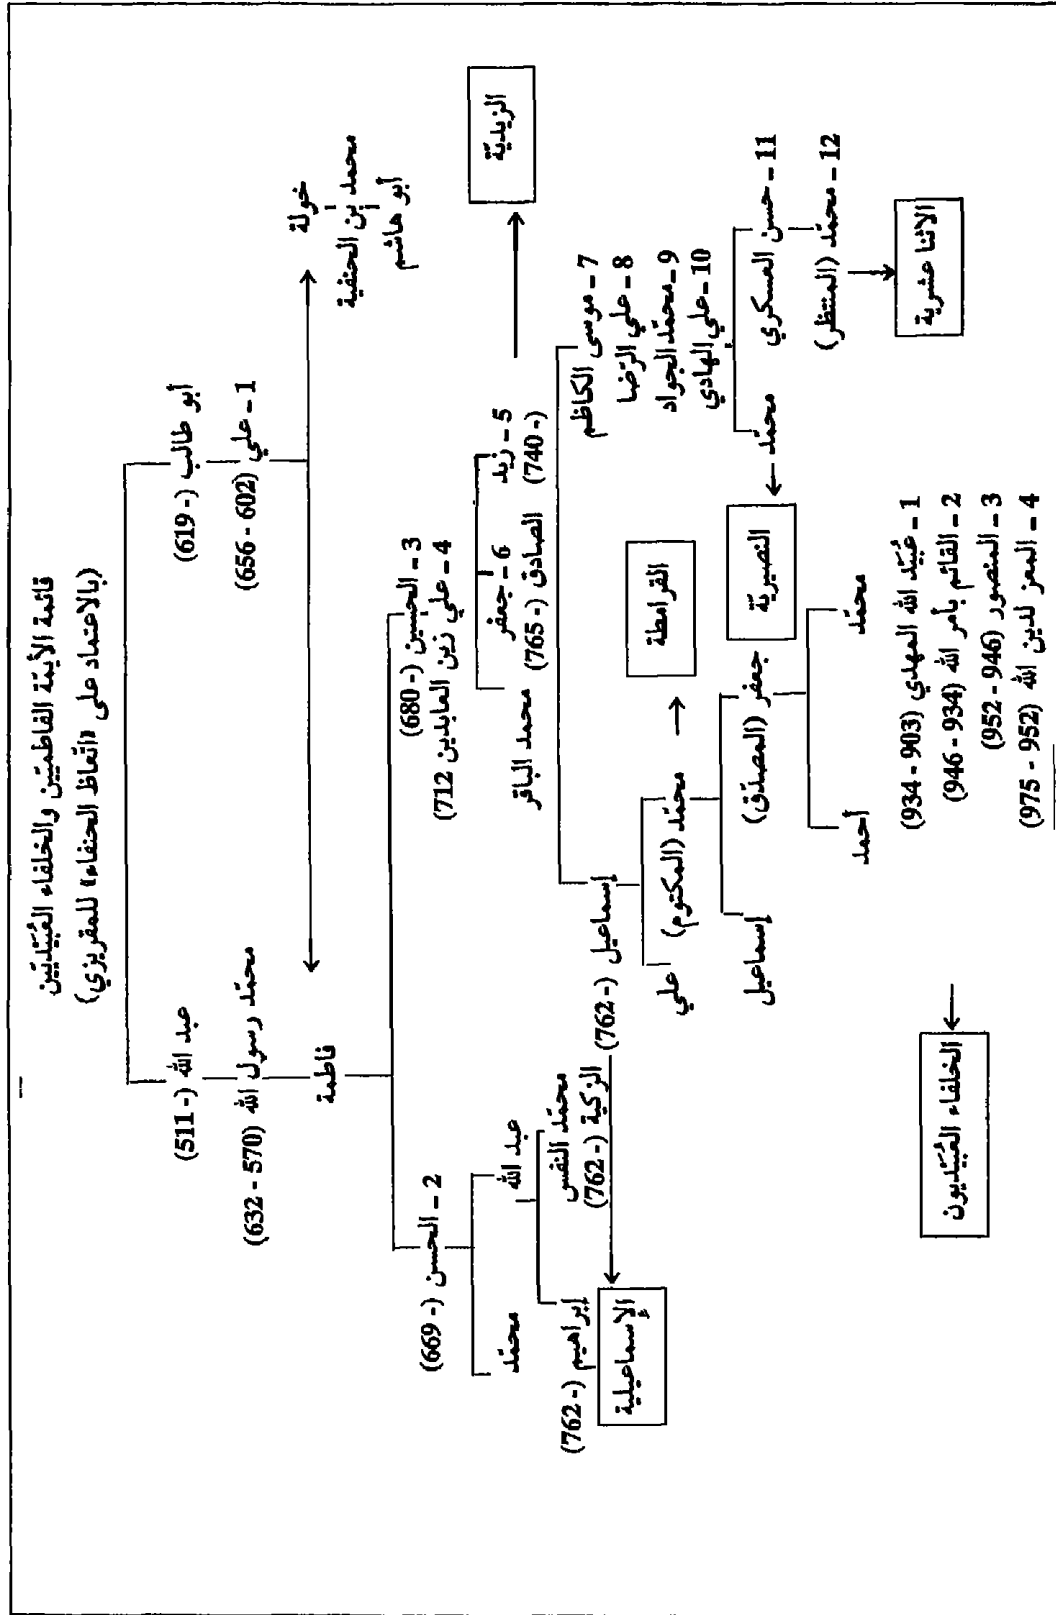 قائمة الأيمّة الفاطميّين والخلفاء العُبَيْديّين
(بالاعتماد على «اتّعاظ الحنفاء» للمقريزي)
أبو طالب (- 619)
عبد الله (- 511)
1 - علي (602 - 656)
محمّد رسول الله (570 - 632)
خولة
محمد ابن الحنفية
أبو هاشم
فاطمة
3 - الحسين (- 680)
4 - علي زين العابدين 712)
2 - الحسن (- 669)
الزيديّة
5 - زيد
(- 740)
6 - جعفر
الصادق (- 765)
محمد الباقر
عبد الله
محمّد
محمّد النفس
الزكية (- 762)
إبراهيم (- 762)
7 - موسى الكاظم
8 - علي الرّضا
9 - محمّد الجواد
10 - علي الهادي
إسماعيل (- 762)
الإسماعيلية
11 - حسن العسكري
12 - محمّد (المنتظر)
محمّد
الاثنا عشرية
النصيريّة
القرامطة
محمّد (المكتوم)
علي
جعفر (المصدّق)
إسماعيل
محمّد
أحمد
1 - عُبَيْد الله المهدي (903 - 934)
2 - القائم بأمر الله (934 - 946)
3 - المنصور (946 - 952)
4 - المعز لدين الله (952 - 975)
الخلفاء العُبَيْديون